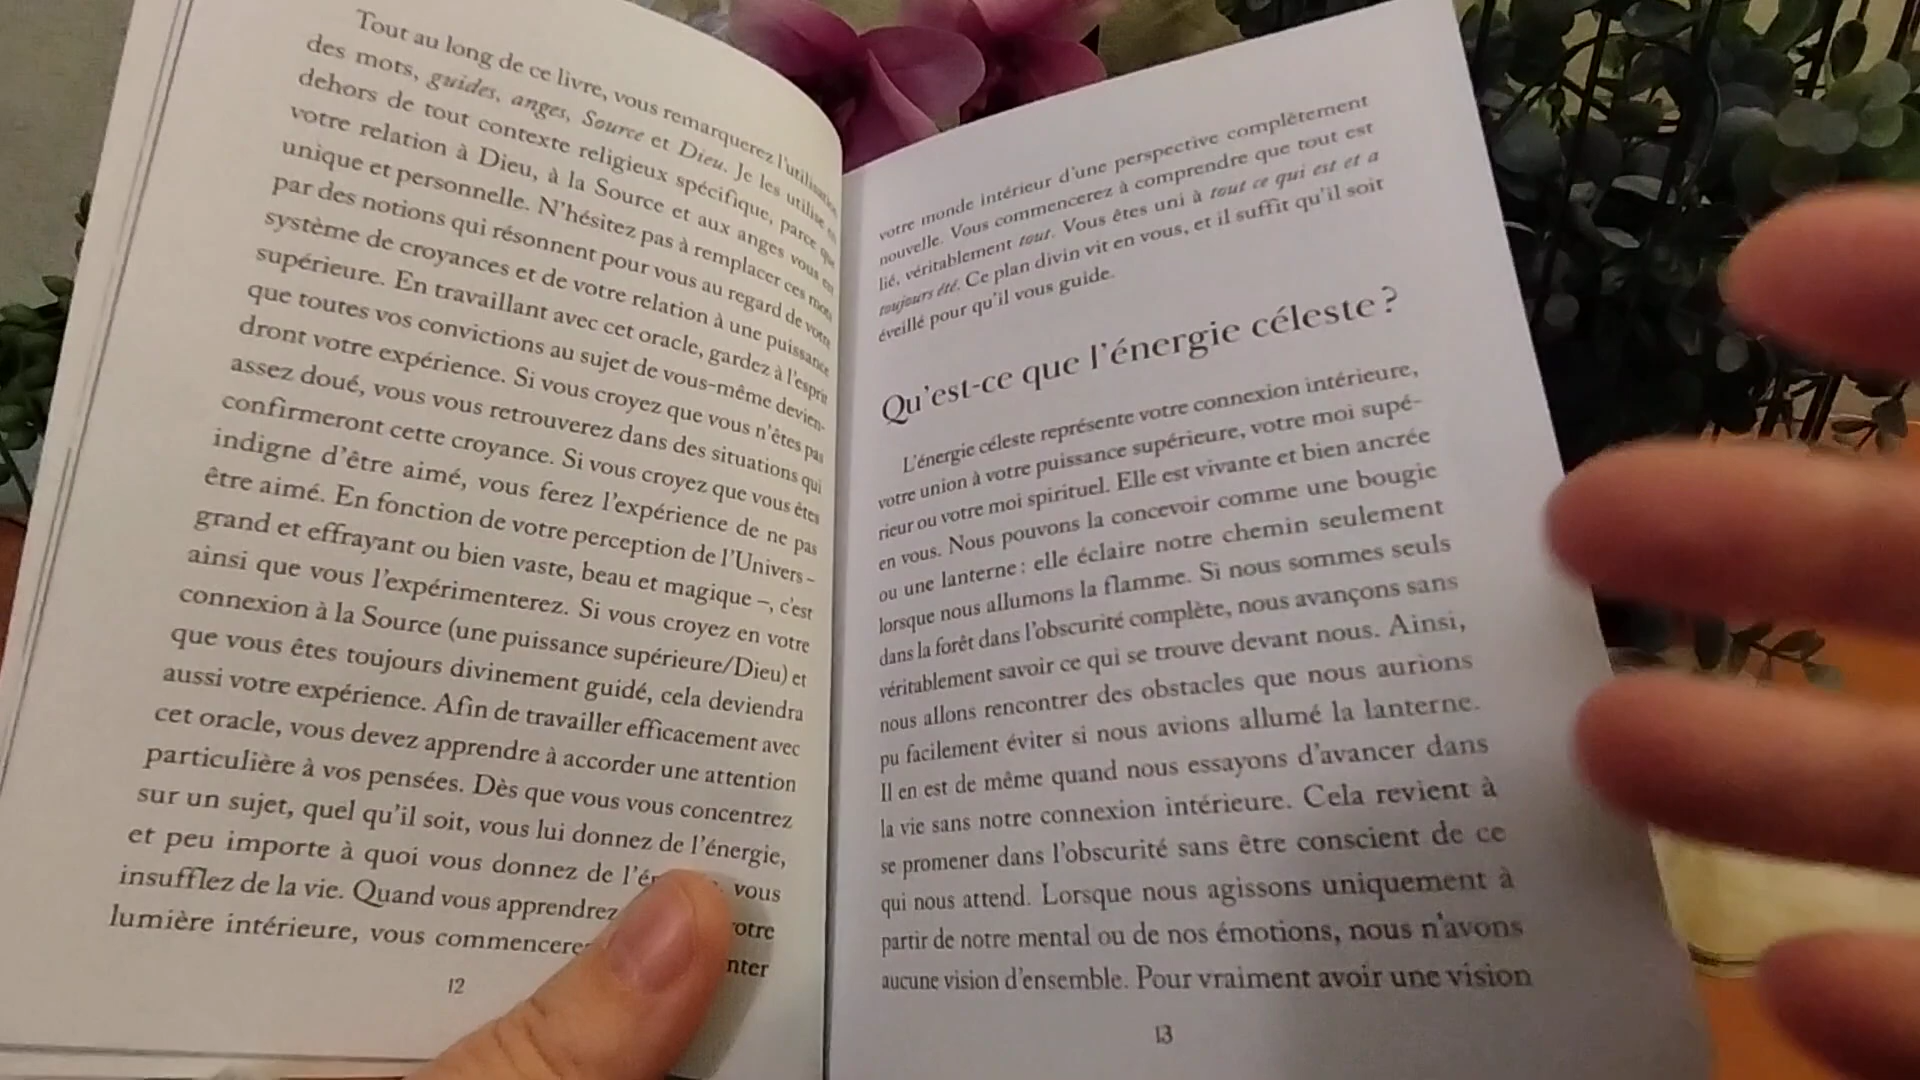 Tout au long de ce livre, vous remarquerez l'utilisation
des mots, guides, anges, Source et Dieu. Je les utilise en
dehors de tout contexte religieux spécifique, parce que
votre relation à Dieu, à la Source et aux anges vous est
unique et personnelle. N'hésitez pas à remplacer ces mots
par des notions qui résonnent pour vous au regard de votre
système de croyances et de votre relation à une puissance
supérieure. En travaillant avec cet oracle, gardez à l'esprit
que toutes vos convictions au sujet de vous-même devien-
dront votre expérience. Si vous croyez que vous n'êtes pas
assez doué, vous vous retrouverez dans des situations qui
confirmeront cette croyance. Si vous croyez que vous êtes
indigne d'être aimé, vous ferez l'expérience de ne pas
être aimé. En fonction de votre perception de l'Univers –
grand et effrayant ou bien vaste, beau et magique –, c'est
ainsi que vous l'expérimenterez. Si vous croyez en votre
connexion à la Source (une puissance supérieure/Dieu) et
que vous êtes toujours divinement guidé, cela deviendra
aussi votre expérience. Afin de travailler efficacement avec
cet oracle, vous devez apprendre à accorder une attention
particulière à vos pensées. Dès que vous vous concentrez
sur un sujet, quel qu'il soit, vous lui donnez de l'énergie,
et peu importe à quoi vous donnez de vous
insufflez de la vie. Quand vous apprendrez
lumière intérieure, vous
12
votre monde intérieur d'une perspective complètement
nouvelle. Vous commencerez à comprendre que tout est
lié, véritablement tout. Vous êtes uni à tout ce qui est et a
toujours été. Ce plan divin vit en vous, et il suffit qu'il soit
éveillé pour qu'il vous guide.
Qu'est-ce que l'énergie céleste ?
L'énergie céleste représente votre connexion intérieure,
votre union à votre puissance supérieure, votre moi supé-
rieur ou votre moi spirituel. Elle est vivante et bien ancrée
en vous. Nous pouvons la concevoir comme une bougie
ou une lanterne : elle éclaire notre chemin seulement
lorsque nous allumons la flamme. Si nous sommes seuls
dans la forêt dans l'obscurité complète, nous avançons sans
véritablement savoir ce qui se trouve devant nous. Ainsi,
nous allons rencontrer des obstacles que nous aurions
pu facilement éviter si nous avions allumé la lanterne.
Il en est de même quand nous essayons d'avancer dans
la vie sans notre connexion intérieure. Cela revient à
se promener dans l'obscurité sans être conscient de ce
qui nous attend. Lorsque nous agissons uniquement à
partir de notre mental ou de nos émotions, nous n'avons
aucune vision d'ensemble. Pour vraiment avoir une vision
13